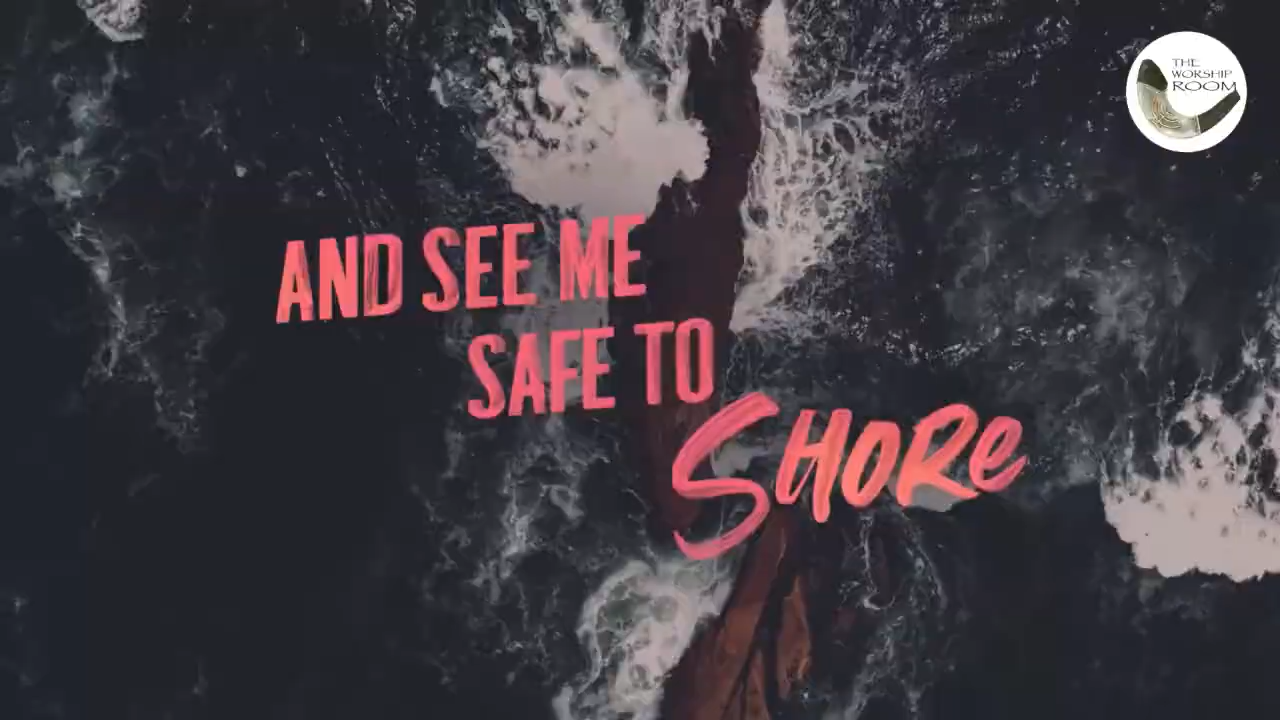 AND SEE ME
SAFE TO
SHORe
THE
WORSHIP
ROOM